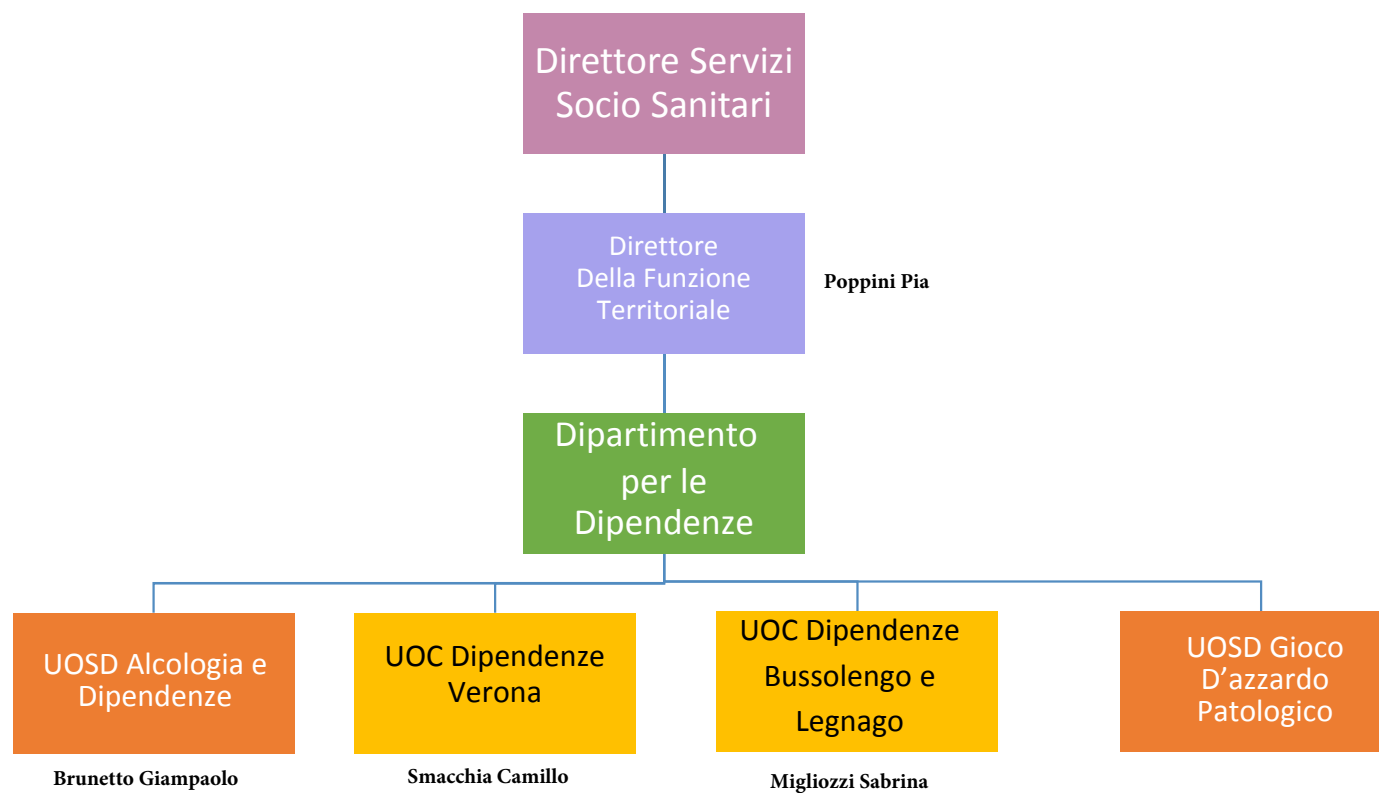 Direttore Servizi
Socio Sanitari
Direttore
Della Funzione
Territoriale
Poppini Pia
Dipartimento
per le
Dipendenze
UOSD Alcologia e
Dipendenze
Brunetto Giampaolo
UOC Dipendenze
Verona
Smacchia Camillo
UOC Dipendenze
Bussolengo e
Legnago
Migliozzi Sabrina
UOSD Gioco
D'azzardo
Patologico